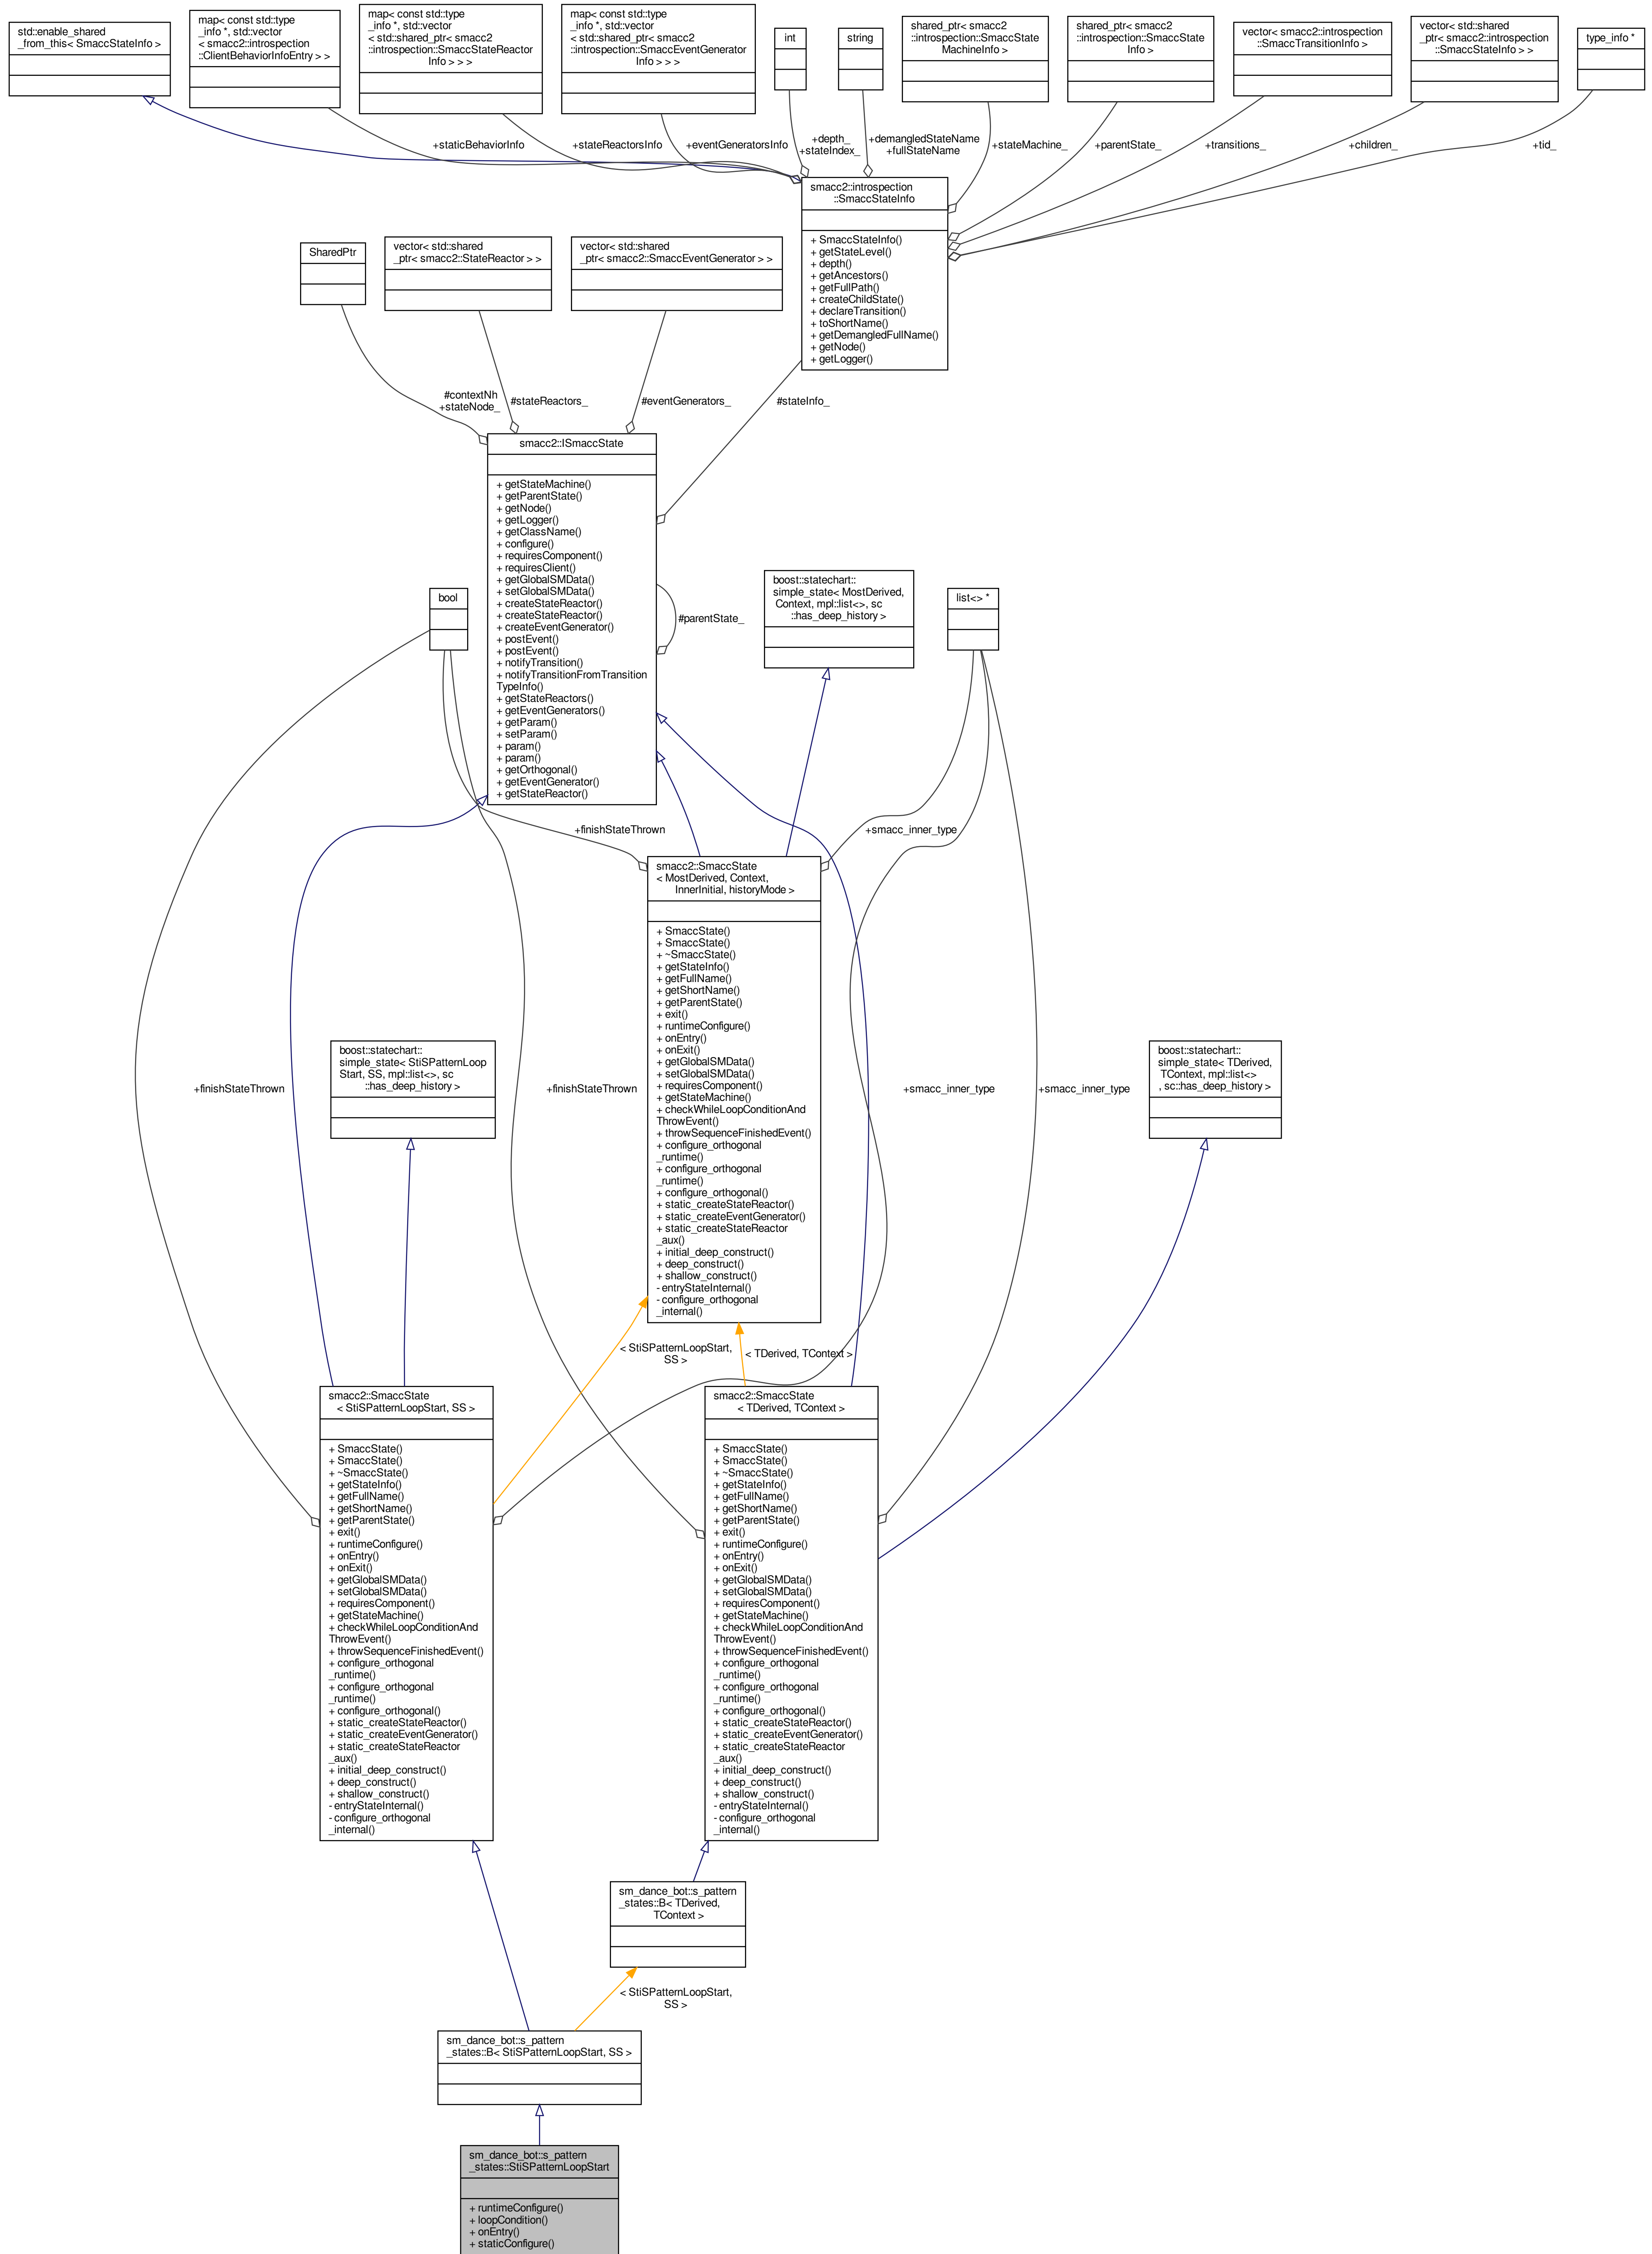 std::enable_shared
_from_this< SmaccStateInfo >
map< const std::type
_info *, std::vector
< smacc2::introspection
::ClientBehaviorInfoEntry > >
map< const std::type
_info *, std::vector
< std::shared_ptr< smacc2
::introspection::SmaccStateReactor
Info > > >
map< const std::type
_info *, std::vector
< std::shared_ptr< smacc2
::introspection::SmaccEventGenerator
Info > > >
int
string
shared_ptr< smacc2
::introspection::SmaccState
MachineInfo >
shared_ptr< smacc2
::introspection::SmaccState
Info >
vector< smacc2::introspection
::SmaccTransitionInfo >
vector< std::shared
_ptr< smacc2::introspection
::SmaccStateInfo > >
type_info *
+staticBehaviorInfo
+stateReactorsInfo
+eventGeneratorsInfo
+depth_
+stateIndex_
+demangledStateName
+fullStateName
+stateMachine_
+parentState_
+transitions_
+children_
+tid_
smacc2::introspection
::SmaccStateInfo
+ SmaccStateInfo()
+ getStateLevel()
+ depth()
+ getAncestors()
+ getFullPath()
+ createChildState()
+ declareTransition()
+ toShortName()
+ getDemangledFullName()
+ getNode()
+ getLogger()
SharedPtr
vector< std::shared
_ptr< smacc2::StateReactor > >
vector< std::shared
_ptr< smacc2::SmaccEventGenerator > >
#contextNh
+stateNode_
#stateReactors_
#eventGenerators_
#stateInfo_
smacc2::ISmaccState
+ getStateMachine()
+ getParentState()
+ getNode()
+ getLogger()
+ getClassName()
+ configure()
+ requiresComponent()
+ requiresClient()
+ getGlobalSMData()
+ setGlobalSMData()
+ createStateReactor()
+ createStateReactor()
+ createEventGenerator()
+ postEvent()
+ postEvent()
+ notifyTransition()
+ notifyTransitionFromTransition
TypeInfo()
+ getStateReactors()
+ getEventGenerators()
+ getParam()
+ setParam()
+ param()
+ param()
+ getOrthogonal()
+ getEventGenerator()
+ getStateReactor()
#parentState_
bool
boost::statechart::
simple_state< MostDerived,
Context, mpl::list<>, sc
::has_deep_history >
list<> *
+finishStateThrown
+smacc_inner_type
smacc2::SmaccState
< MostDerived, Context,
InnerInitial, historyMode >
+ SmaccState()
+ SmaccState()
+ ~SmaccState()
+ getStateInfo()
+ getFullName()
+ getShortName()
+ getParentState()
+ exit()
+ runtimeConfigure()
+ onEntry()
+ onExit()
+ getGlobalSMData()
+ setGlobalSMData()
+ requiresComponent()
+ getStateMachine()
+ checkWhileLoopConditionAnd
ThrowEvent()
+ throwSequenceFinishedEvent()
+ configure_orthogonal
_runtime()
+ configure_orthogonal
_runtime()
+ configure_orthogonal()
+ static_createStateReactor()
+ static_createEventGenerator()
+ static_createStateReactor
_aux()
+ initial_deep_construct()
+ deep_construct()
+ shallow_construct()
- entryStateInternal()
- configure_orthogonal
_internal()
boost::statechart::
simple_state< StiSPatternLoop
Start, SS, mpl::list<>, sc
::has_deep_history >
boost::statechart::
simple_state< TDerived,
TContext, mpl::list<>
, sc::has_deep_history >
+finishStateThrown
+finishStateThrown
+smacc_inner_type
+smacc_inner_type
< StiSPatternLoopStart,
SS >
< TDerived, TContext >
smacc2::SmaccState
< StiSPatternLoopStart, SS >
+ SmaccState()
+ SmaccState()
+ ~SmaccState()
+ getStateInfo()
+ getFullName()
+ getShortName()
+ getParentState()
+ exit()
+ runtimeConfigure()
+ onEntry()
+ onExit()
+ getGlobalSMData()
+ setGlobalSMData()
+ requiresComponent()
+ getStateMachine()
+ checkWhileLoopConditionAnd
ThrowEvent()
+ throwSequenceFinishedEvent()
+ configure_orthogonal
_runtime()
+ configure_orthogonal
_runtime()
+ configure_orthogonal()
+ static_createStateReactor()
+ static_createEventGenerator()
+ static_createStateReactor
_aux()
+ initial_deep_construct()
+ deep_construct()
+ shallow_construct()
- entryStateInternal()
- configure_orthogonal
_internal()
smacc2::SmaccState
< TDerived, TContext >
+ SmaccState()
+ SmaccState()
+ ~SmaccState()
+ getStateInfo()
+ getFullName()
+ getShortName()
+ getParentState()
+ exit()
+ runtimeConfigure()
+ onEntry()
+ onExit()
+ getGlobalSMData()
+ setGlobalSMData()
+ requiresComponent()
+ getStateMachine()
+ checkWhileLoopConditionAnd
ThrowEvent()
+ throwSequenceFinishedEvent()
+ configure_orthogonal
_runtime()
+ configure_orthogonal
_runtime()
+ configure_orthogonal()
+ static_createStateReactor()
+ static_createEventGenerator()
+ static_createStateReactor
_aux()
+ initial_deep_construct()
+ deep_construct()
+ shallow_construct()
- entryStateInternal()
- configure_orthogonal
_internal()
sm_dance_bot::s_pattern
_states::B< TDerived,
TContext >
< StiSPatternLoopStart,
SS >
sm_dance_bot::s_pattern
_states::B< StiSPatternLoopStart, SS >
sm_dance_bot::s_pattern
_states::StiSPatternLoopStart
+ runtimeConfigure()
+ loopCondition()
+ onEntry()
+ staticConfigure()